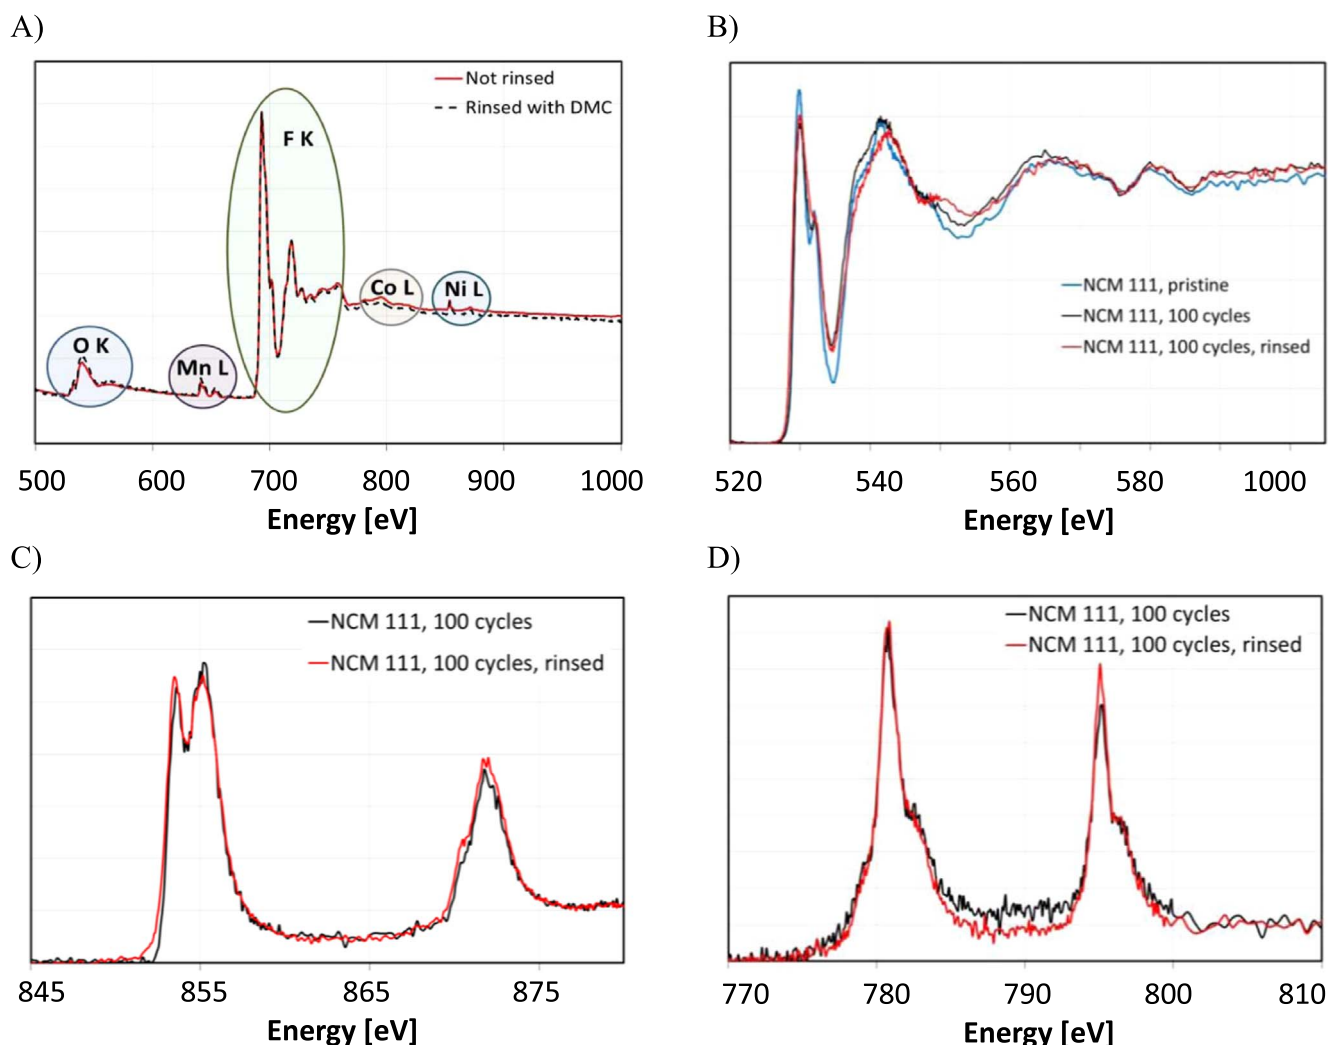 A)
Not rinsed
Rinsed with DMC
F K
Co L
Ni L
O K
Mn L
500 600 700 800 900 1000
Energy [eV]
B)
NCM 111, pristine
NCM 111, 100 cycles
NCM 111, 100 cycles, rinsed
520 540 560 580 1000
Energy [eV]
C)
NCM 111, 100 cycles
NCM 111, 100 cycles, rinsed
845 855 865 875
Energy [eV]
D)
NCM 111, 100 cycles
NCM 111, 100 cycles, rinsed
770 780 790 800 810
Energy [eV]